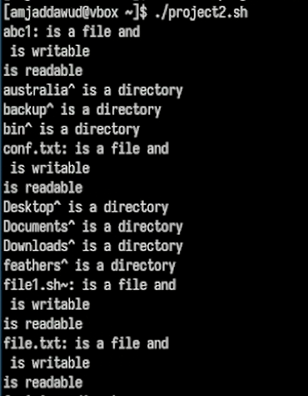 [amjaddawud@vbox ~]$ ./project2.sh
abc1: is a file and
 is writable
is readable
australia^ is a directory
backup^ is a directory
bin^ is a directory
conf.txt: is a file and
 is writable
is readable
Desktop^ is a directory
Documents^ is a directory
Downloads^ is a directory
feathers^ is a directory
file1.sh~: is a file and
 is writable
is readable
file.txt: is a file and
 is writable
is readable